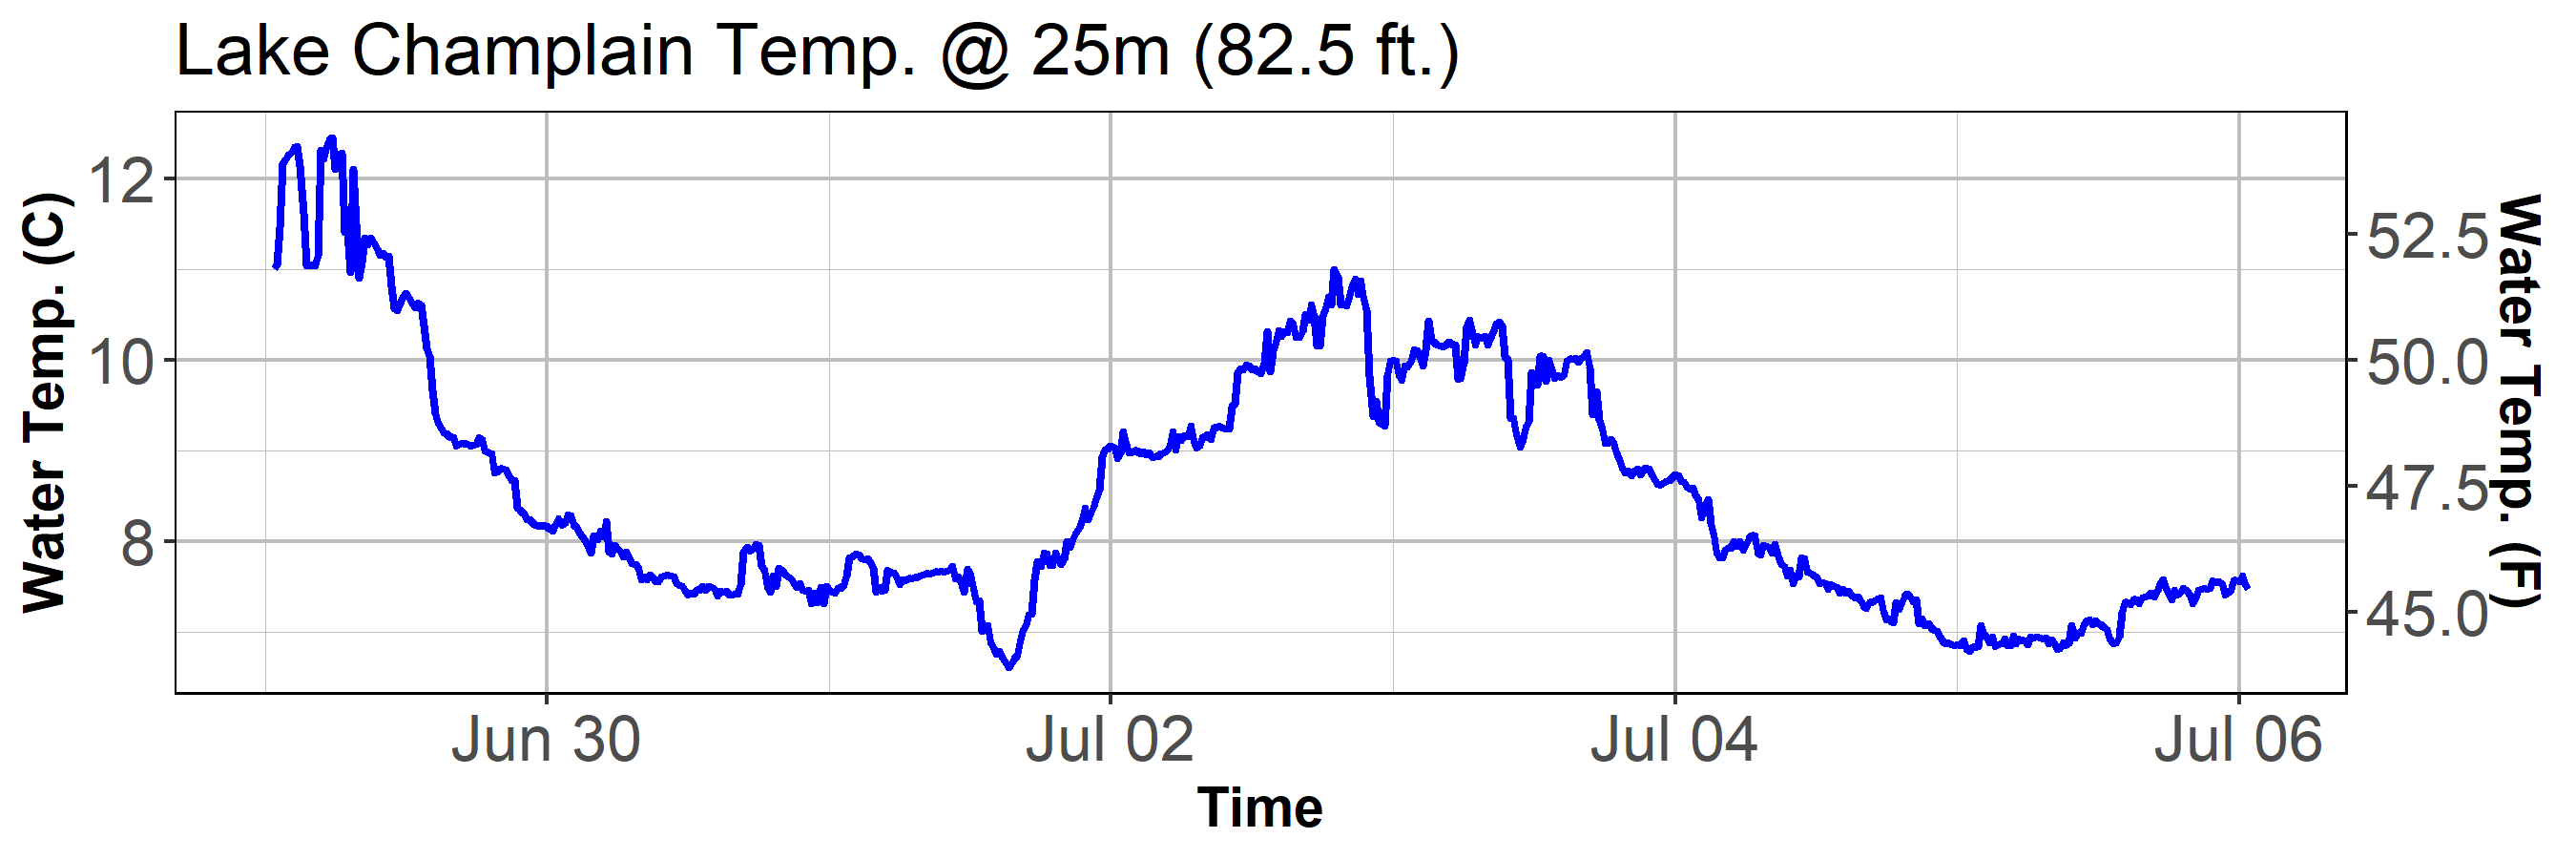 Lake Champlain Temp. @ 25m (82.5 ft.)
Water Temp. (C)
12
10
8
52.5
50.0
47.5
45.0
Water Temp. (F)
Jun 30
Jul 02
Jul 04
Jul 06
Time